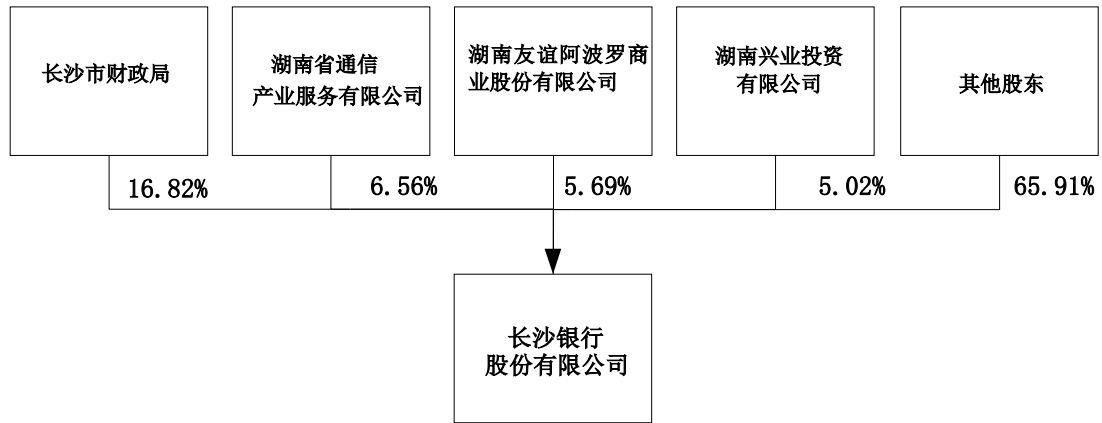 长沙市财政局
湖南省通信
产业服务有限公司
湖南友谊阿波罗商
业股份有限公司
湖南兴业投资
有限公司
其他股东
16.82%
6.56%
5.69%
5.02%
65.91%
长沙银行
股份有限公司